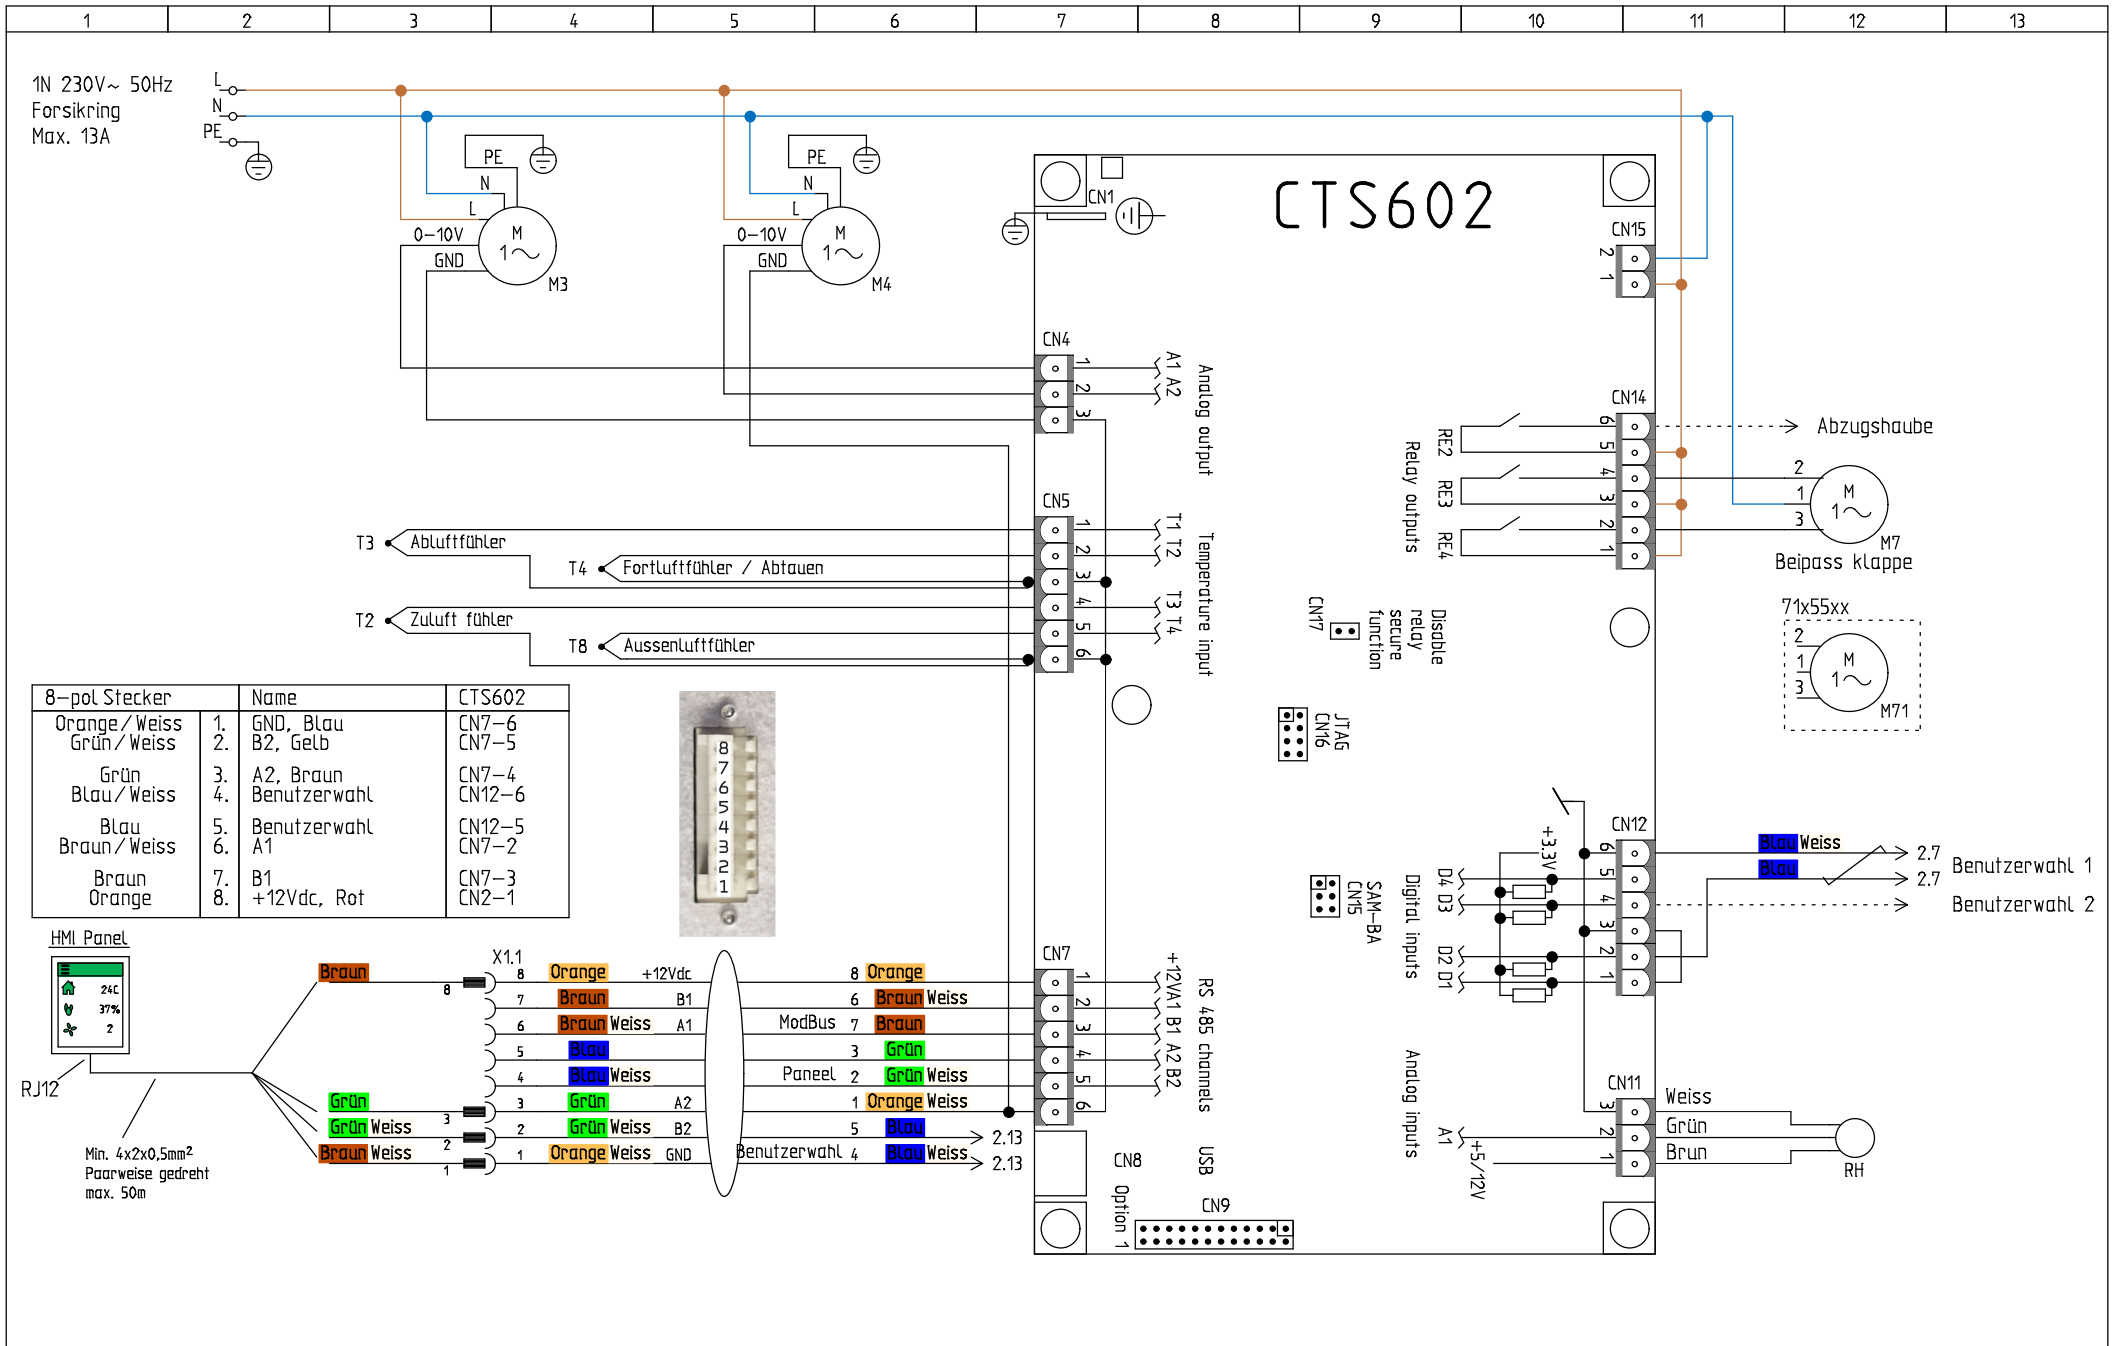 1 2 3 4 5 6 7 8 9 10 11 12 13
1N 230V~ 50Hz
Forsikring
Max. 13A
L
N
PE
PE
N
L
0-10V
GND
M
1
M3
PE
N
L
0-10V
GND
M
1
M4
CTS602
CN1
CN15
2
1
CN4
1
2
3
A1 A2
Analog output
CN14
6
5
4
3
2
1
RE2
RE3
RE4
Relay outputs
Abzugshaube
2
1
3
M
1
M7
Beipass klappe
71x55xx
2
1
3
M
1
M71
CN5
1
2
3
4
5
6
T1 T2
T3 T4
Temperature input
T3
Abluftfühler
T4
Fortluftfühler / Abtauen
T2
Zuluft fühler
T8
Aussenluftfühler
CN17
Disable
relay
secure
function
JTAG
CN16
SAM-BA
CN15
8-pol Stecker Name CTS602
Orange/Weiss 1. GND, Blau CN7-6
Grün/Weiss 2. B2, Gelb CN7-5
Grün 3. A2, Braun CN7-4
Blau/Weiss 4. Benutzerwahl CN12-6
Blau 5. Benutzerwahl CN12-5
Braun/Weiss 6. A1 CN7-2
Braun 7. B1 CN7-3
Orange 8. +12Vdc, Rot CN2-1
8
7
6
5
4
3
2
1
+3.3V
CN12
6
5
4
3
2
1
D4 D3
D2 D1
Digital inputs
Blau Weiss
Blau
2.7
2.7
Benutzerwahl 1
Benutzerwahl 2
HMI Panel
24C
37%
2
RJ12
Min. 4x2x0,5mm²
Paarweise gedreht
max. 50m
Braun
8
Grün
3
Grün Weiss
2
Braun Weiss
1
X1.1
8 Orange +12Vdc 8 Orange
7 Braun B1 6 Braun Weiss
6 Braun Weiss A1 ModBus 7 Braun
5 Blau 3 Grün
4 Blau Weiss Paneel 2 Grün Weiss
3 Grün A2 1 Orange Weiss
2 Grün Weiss B2 5 Blau 2.13
1 Orange Weiss GND Benutzerwahl 4 Blau Weiss 2.13
CN7
1
2
3
4
5
6
+12V A1 B1 A2 B2
RS 485 channels
CN8
USB
Option 1
CN9
Analog inputs
A1
+5/12V
CN11
3
2
1
Weiss
Grün
Brun
RH